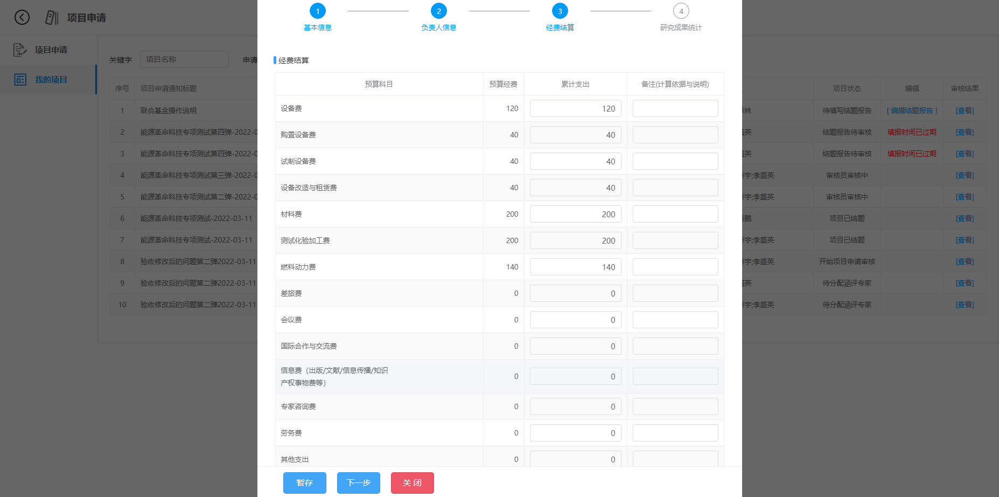 项目申请
项目申请
我的项目
关键字 项目名称 申请
序号 项目申请通知标题
1 联合基金操作说明
2 能源革命科技专项测试第四弹-2022-0
3 能源革命科技专项测试第四弹-2022-0
4 能源革命科技专项测试第三弹-2022-0
5 能源革命科技专项测试第二弹-2022-0
6 能源革命科技专项测试-2022-03-11
7 能源革命科技专项测试-2022-03-11
8 验收修改后的问题第二弹2022-03-11
9 验收修改后的问题第二弹2022-03-11
10 验收修改后的问题第二弹2022-03-11
1 2 3 4
基本信息 负责人信息 经费结算 研究成果统计
经费结算
预算科目 预算经费 累计支出 备注(计算依据与说明)
设备费 120 120
购置设备费 40 40
试制设备费 40 40
设备改造与租赁费 40 40
材料费 200 200
测试化验加工费 200 200
燃料动力费 140 140
差旅费 0 0
会议费 0 0
国际合作与交流费 0 0
信息费（出版/文献/信息传播/知识
产权事物费等） 0 0
专家咨询费 0 0
劳务费 0 0
其他支出 0 0
暂存 下一步 关 闭
项目状态 编辑 审核结果
林 待填写结题报告 [ 编辑结题报告 ] [查看]
英 结题报告待审核 填报时间已过期 [查看]
英 结题报告待审核 填报时间已过期 [查看]
宇;李盛英 审核员审核中 [查看]
宇;李盛英 审核员审核中 [查看]
鹏 项目已结题 [查看]
宇;李盛英 项目已结题 [查看]
宇;李盛英 开始项目申请审核 [查看]
英 待分配涵评专家 [查看]
宇;李盛英 待分配涵评专家 [查看]